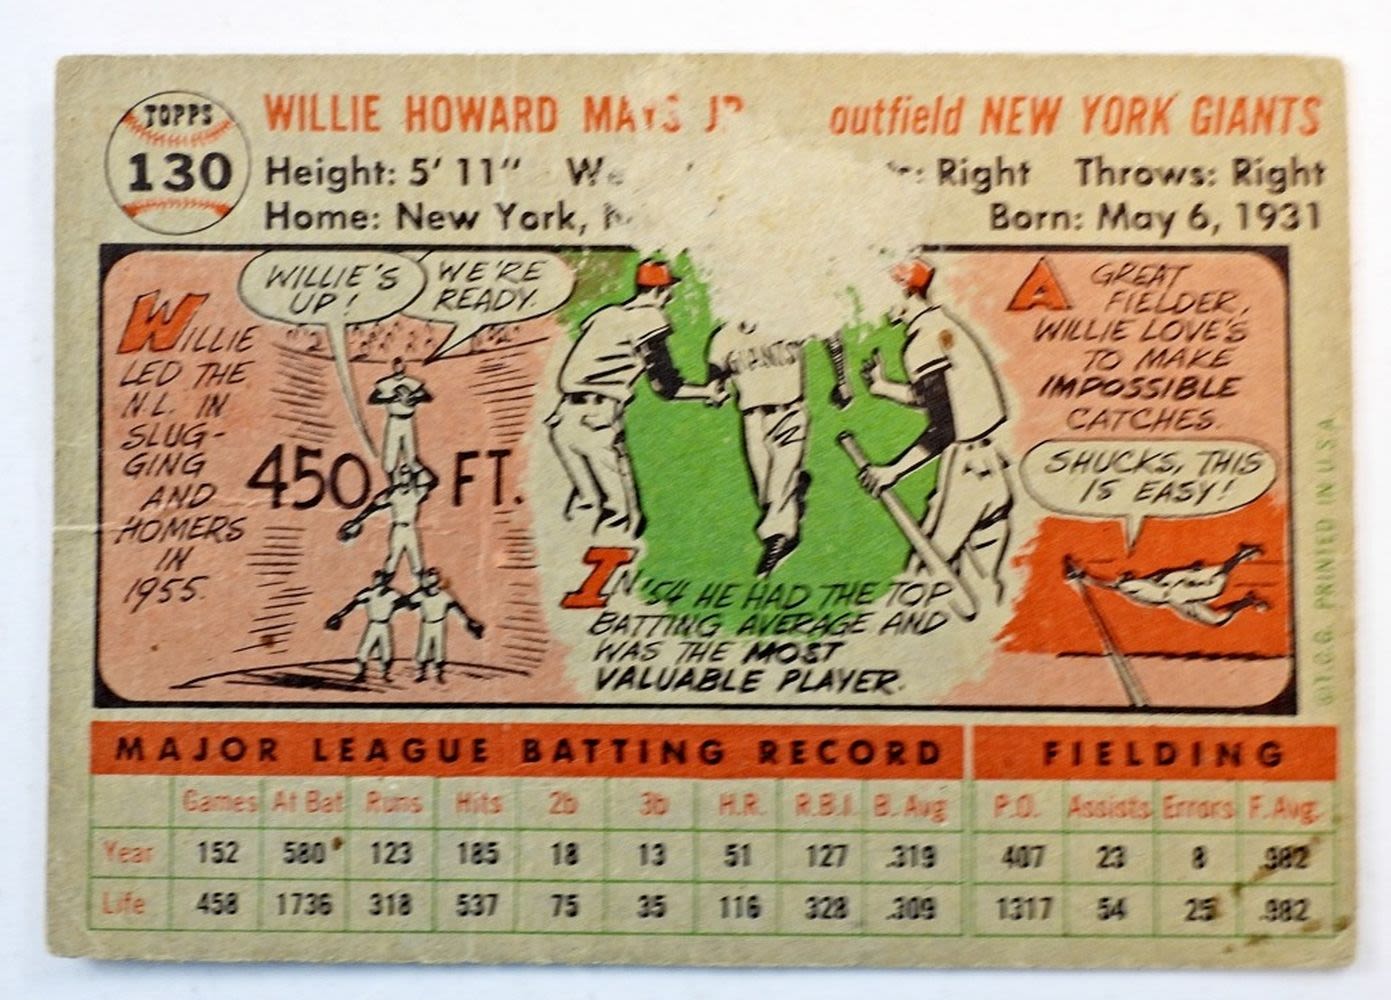 TOPPS
130
WILLIE HOWARD MAYS JR outfield NEW YORK GIANTS
Height: 5' 11" Right Throws: Right
Home: New York, Born: May 6, 1931
WILLIE
LED THE
N.L. IN
SLUG-
GING
AND
HOMERS
IN
1955.
WILLIE'S
UP!
WE'RE
READY.
450 FT.
GIANTS
IN '54 HE HAD THE TOP
BATTING AVERAGE AND
WAS THE MOST
VALUABLE PLAYER.
A GREAT
FIELDER,
WILLIE LOVE'S
TO MAKE
IMPOSSIBLE
CATCHES.
SHUCKS, THIS
IS EASY!
©T.C.G. PRINTED IN U.S.A.
MAJOR LEAGUE BATTING RECORD FIELDING
Games At Bat Runs Hits 2b 3b H.R. R.B.I. B. Avg P.O. Assists Errors F. Avg.
Year 152 580 123 185 18 13 51 127 .319 407 23 8 .982
Life 458 1736 318 537 75 35 116 328 .309 1317 54 25 .982